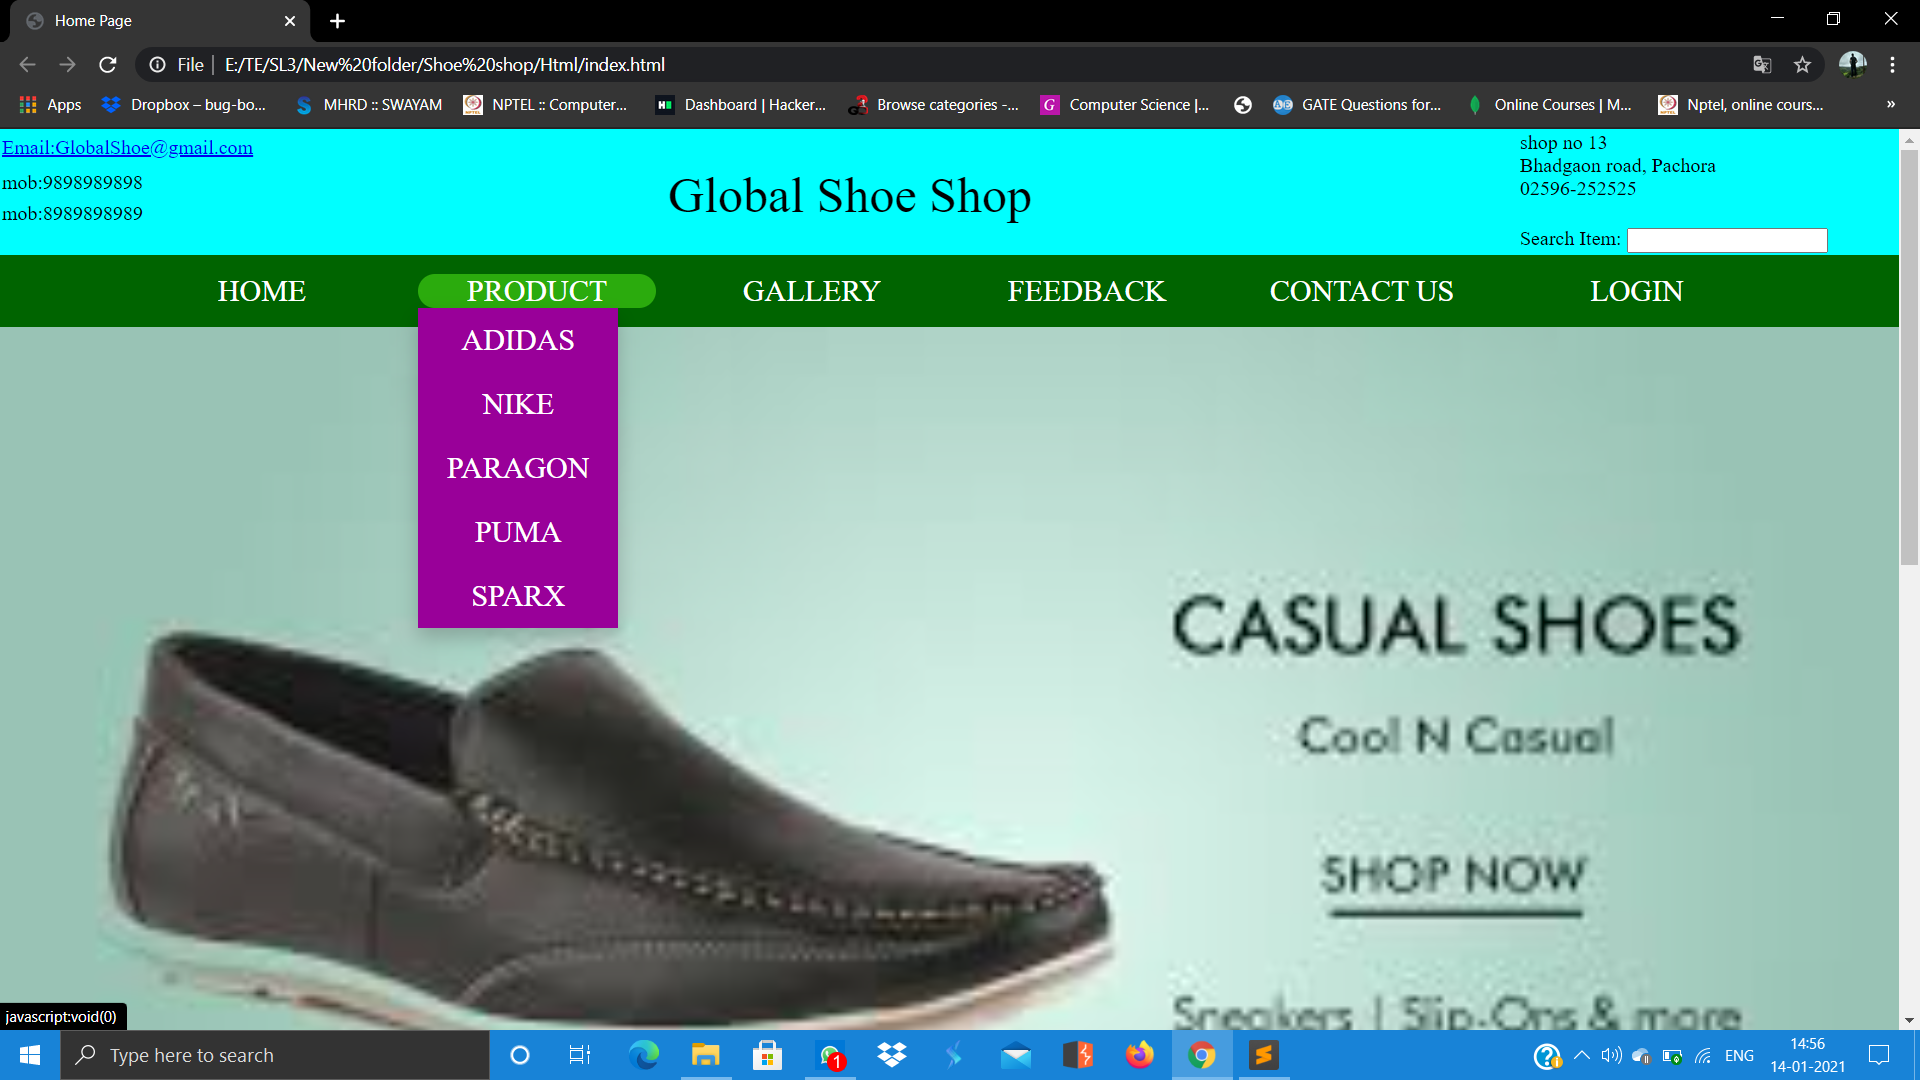 Home Page
File | E:/TE/SL3/New%20folder/Shoe%20shop/Html/index.html
Apps Dropbox – bug-bo... MHRD :: SWAYAM NPTEL :: Computer... Dashboard | Hacker... Browse categories -... Computer Science |... GATE Questions for... Online Courses | M... Nptel, online cours... »
Email:GlobalShoe@gmail.com
mob:9898989898
mob:8989898989
Global Shoe Shop
shop no 13
Bhadgaon road, Pachora
02596-252525
Search Item:
HOME PRODUCT GALLERY FEEDBACK CONTACT US LOGIN
ADIDAS
NIKE
PARAGON
PUMA
SPARX
CASUAL SHOES
Cool N Casual
SHOP NOW
Sneakers | Slip-Ons & more
javascript:void(0)
Type here to search
1
ENG
14:56
14-01-2021